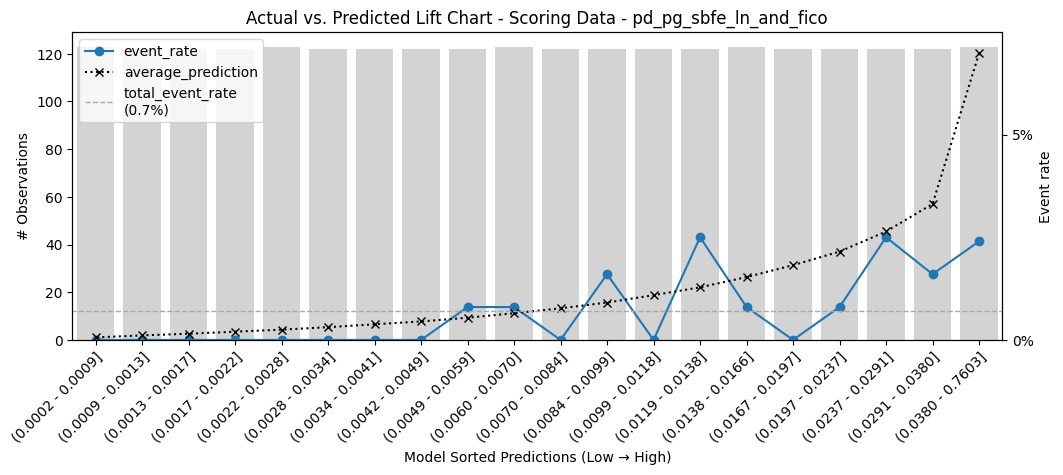 Actual vs. Predicted Lift Chart - Scoring Data - pd_pg_sbfe_ln_and_fico
event_rate
average_prediction
total_event_rate
(0.7%)
# Observations
120
100
80
60
40
20
0
5%
0%
Event rate
(0.0002 - 0.0009]
(0.0009 - 0.0013]
(0.0013 - 0.0017]
(0.0017 - 0.0022]
(0.0022 - 0.0028]
(0.0028 - 0.0034]
(0.0034 - 0.0041]
(0.0042 - 0.0049]
(0.0049 - 0.0059]
(0.0060 - 0.0070]
(0.0070 - 0.0084]
(0.0084 - 0.0099]
(0.0099 - 0.0118]
(0.0119 - 0.0138]
(0.0138 - 0.0166]
(0.0167 - 0.0197]
(0.0197 - 0.0237]
(0.0237 - 0.0291]
(0.0291 - 0.0380]
(0.0380 - 0.7603]
Model Sorted Predictions (Low → High)